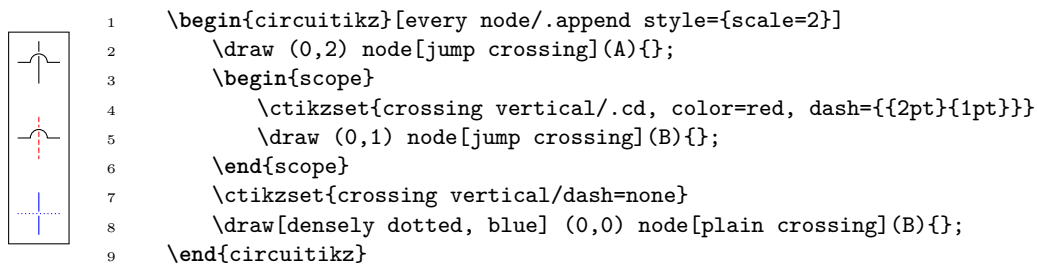 1 \begin{circuitikz}[every node/.append style={scale=2}]
2 \draw (0,2) node[jump crossing](A){};
3 \begin{scope}
4 \ctikzset{crossing vertical/.cd, color=red, dash={{2pt}{1pt}}}
5 \draw (0,1) node[jump crossing](B){};
6 \end{scope}
7 \ctikzset{crossing vertical/dash=none}
8 \draw[densely dotted, blue] (0,0) node[plain crossing](B){};
9 \end{circuitikz}